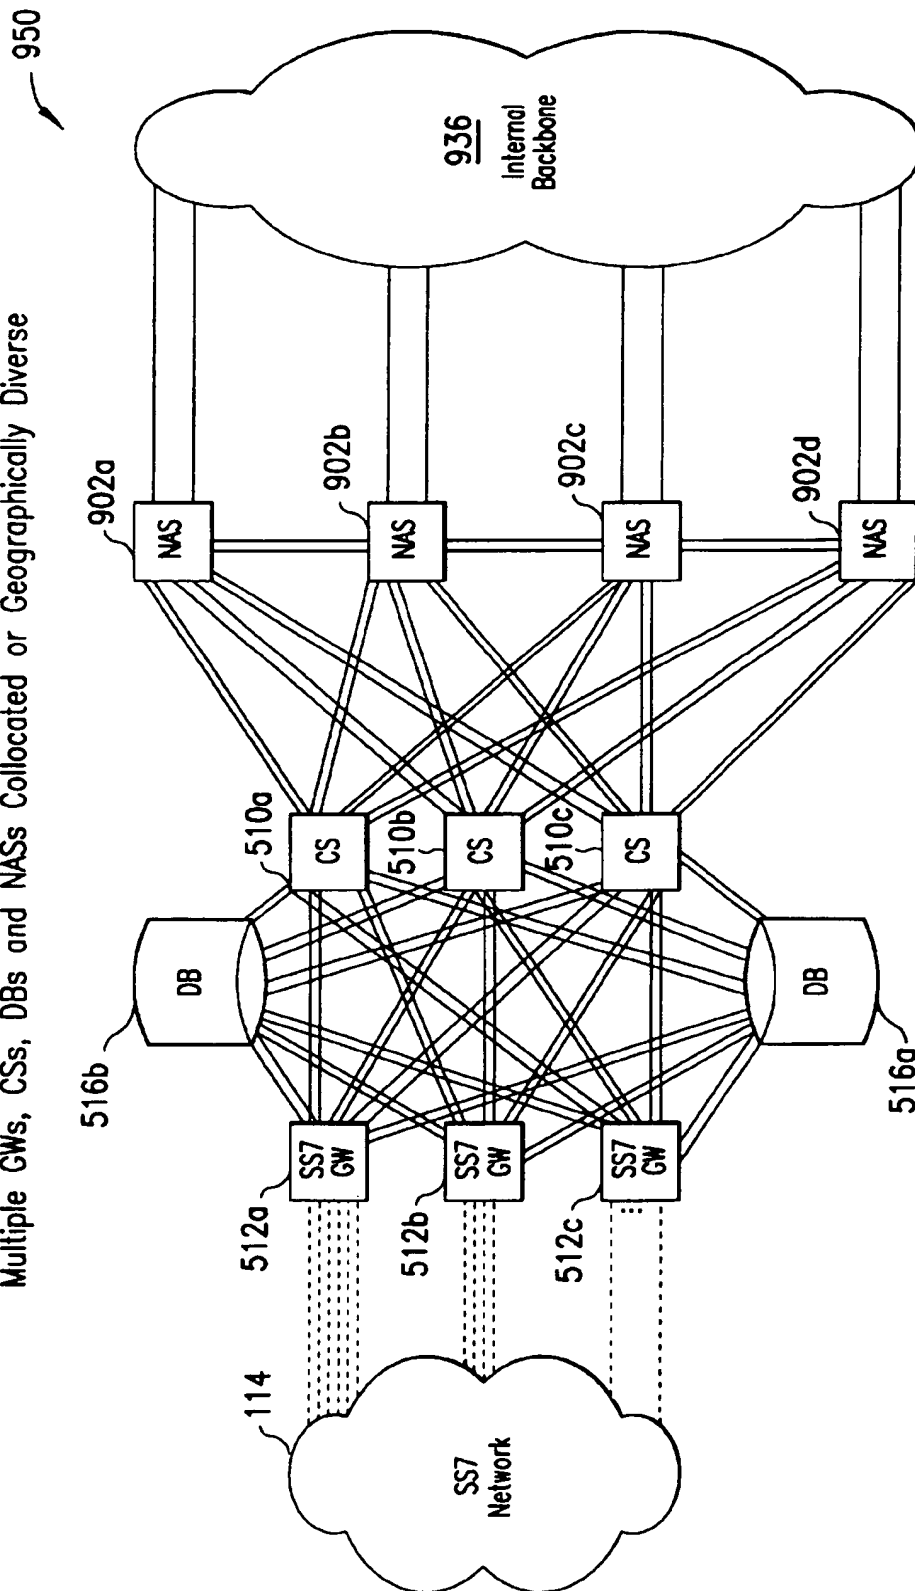 Multiple GWs, CSs, DBs and NASs Collocated or Geographically Diverse
950
114
SS7
Network
512a
SS7
GW
512b
SS7
GW
512c
SS7
GW
...
516b
DB
516a
DB
510a
CS
510b
CS
510c
CS
902a
NAS
902b
NAS
902c
NAS
902d
NAS
936
Internal
Backbone